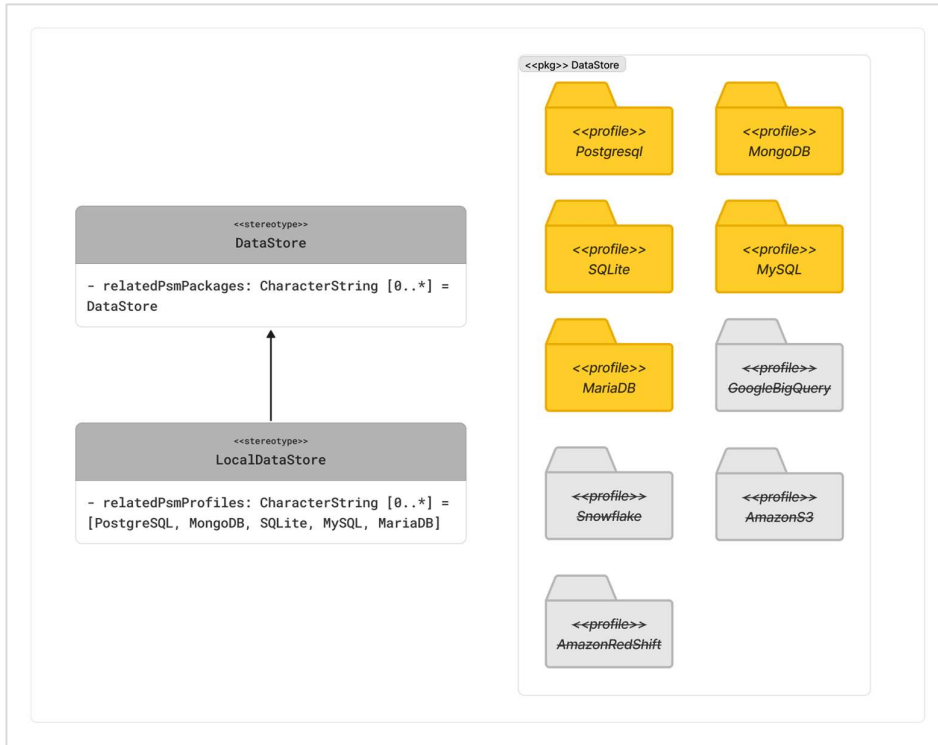 <<stereotype>>
DataStore
- relatedPsmPackages: CharacterString [0..*] =
DataStore
<<stereotype>>
LocalDataStore
- relatedPsmProfiles: CharacterString [0..*] =
[PostgreSQL, MongoDB, SQLite, MySQL, MariaDB]
<<pkg>> DataStore
<<profile>>
Postgresql
<<profile>>
MongoDB
<<profile>>
SQLite
<<profile>>
MySQL
<<profile>>
MariaDB
<<profile>>
GoogleBigQuery
<<profile>>
Snowflake
<<profile>>
AmazonS3
<<profile>>
AmazonRedShift